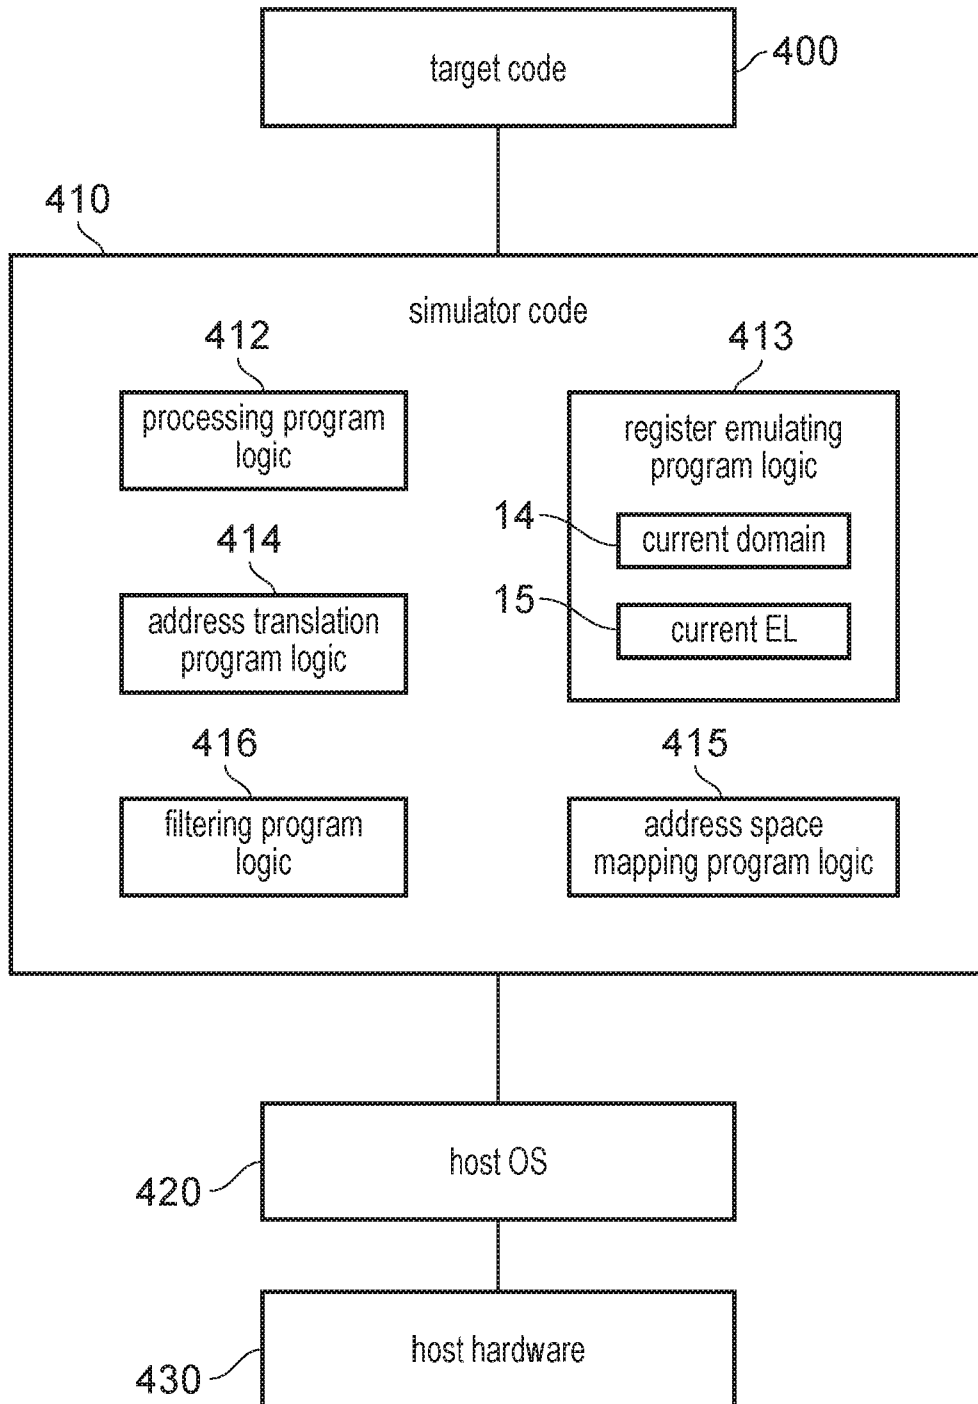 target code
400
410
simulator code
412
processing program
logic
413
register emulating
program logic
14
current domain
15
current EL
414
address translation
program logic
416
filtering program
logic
415
address space
mapping program logic
host OS
420
host hardware
430